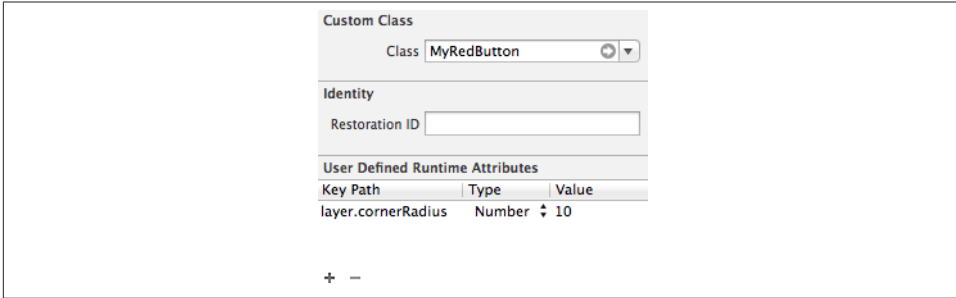 Custom Class
Class MyRedButton
Identity
Restoration ID
User Defined Runtime Attributes
Key Path Type Value
layer.cornerRadius Number 10
+ −